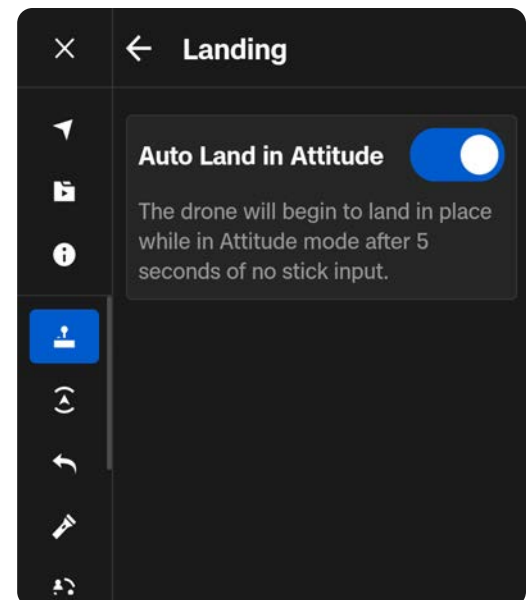 Landing
Auto Land in Attitude
The drone will begin to land in place
while in Attitude mode after 5
seconds of no stick input.